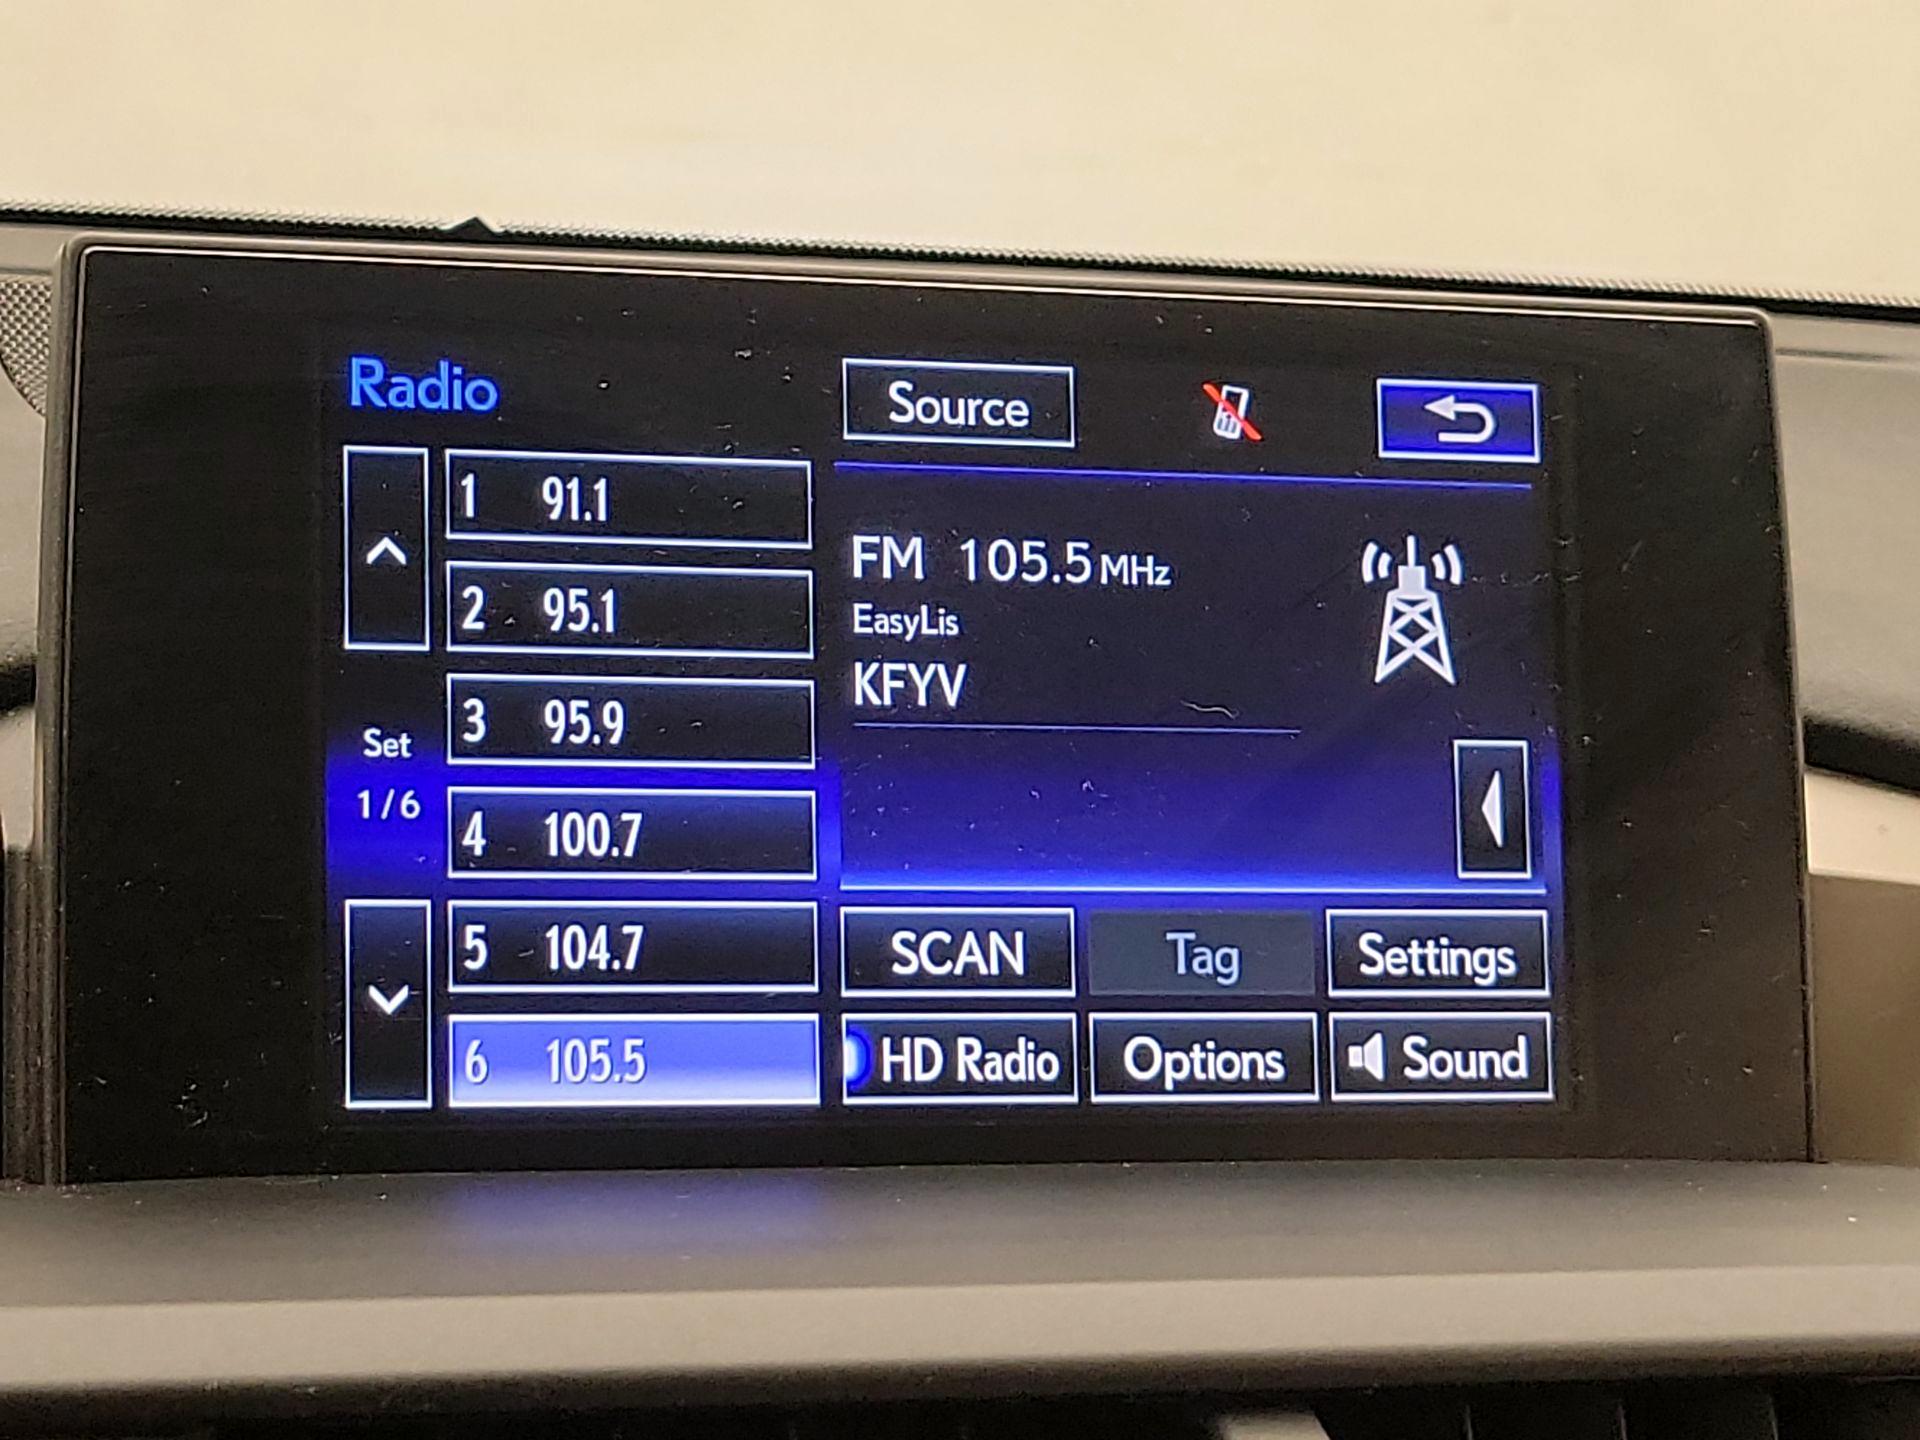 Radio
Source
1 91.1
2 95.1
3 95.9
4 100.7
5 104.7
6 105.5
Set
1/6
FM 105.5 MHz
EasyLis
KFYV
SCAN
Tag
Settings
HD Radio
Options
Sound